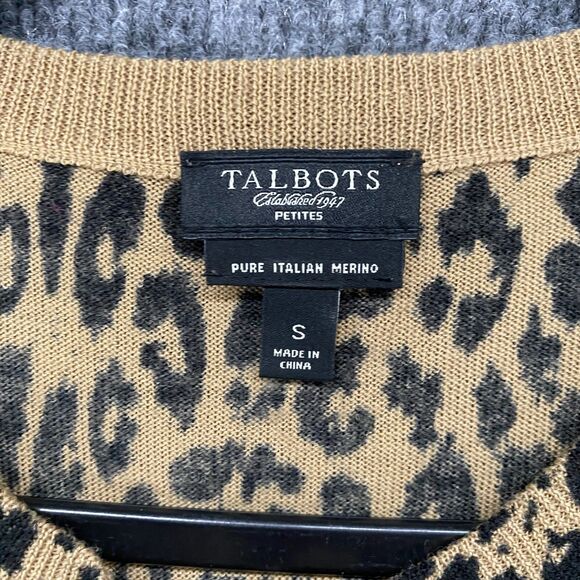 TALBOTS
Established 1947
PETITES
PURE ITALIAN MERINO
S
MADE IN
CHINA